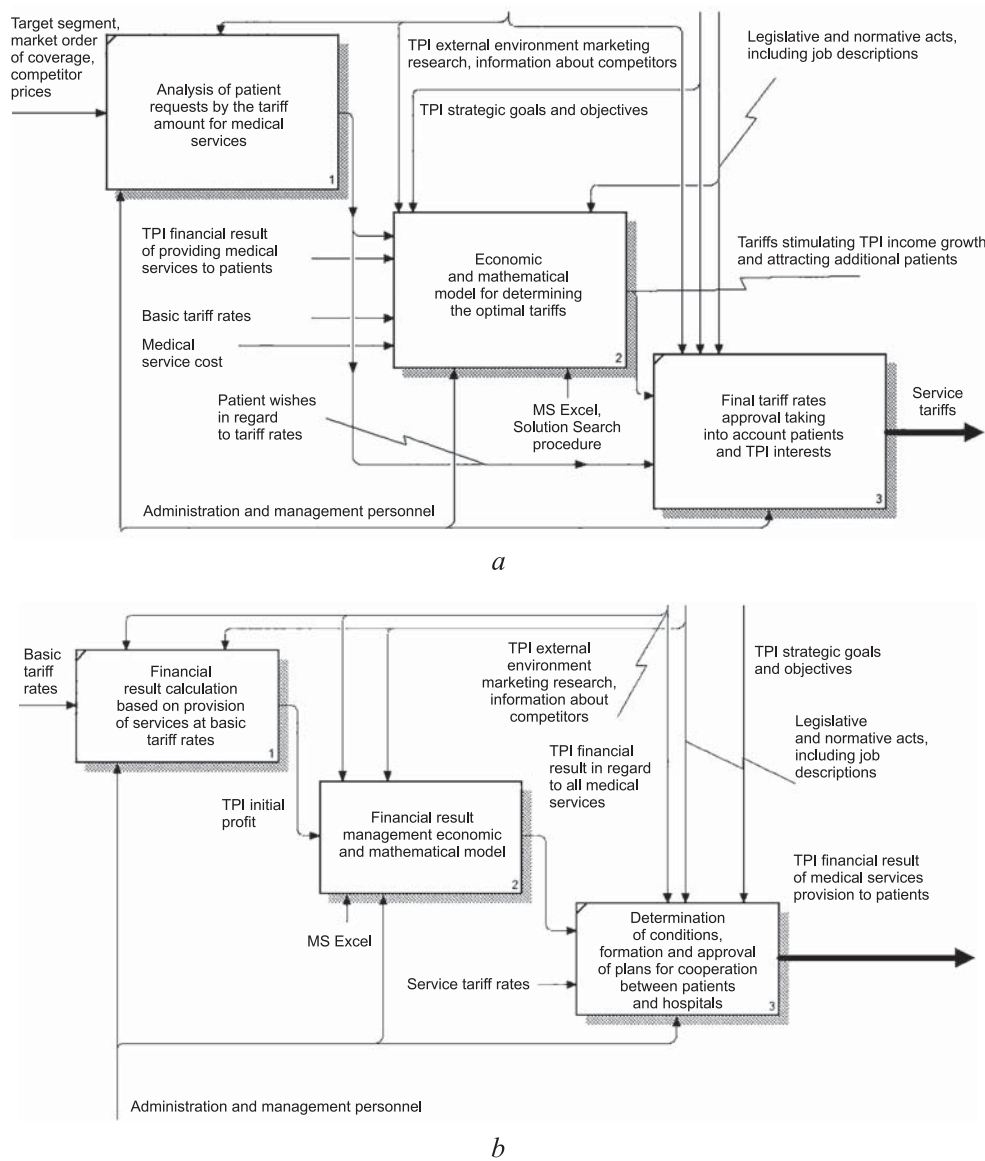 Target segment,
market order
of coverage,
competitor
prices
Analysis of patient
requests by the tariff
amount for medical
services
1
TPI external environment marketing
research, information about competitors
TPI strategic goals and objectives
Legislative and normative acts,
including job descriptions
TPI financial result
of providing medical
services to patients
Basic tariff rates
Medical
service cost
Economic
and mathematical
model for determining
the optimal tariffs
2
Tariffs stimulating TPI income growth
and attracting additional patients
Patient wishes
in regard
to tariff rates
MS Excel,
Solution Search
procedure
Final tariff rates
approval taking
into account patients
and TPI interests
3
Service
tariffs
Administration and management personnel
a
Basic
tariff
rates
Financial
result calculation
based on provision
of services at basic
tariff rates
1
TPI external
environment
marketing research,
information about
competitors
TPI strategic goals
and objectives
Legislative
and normative acts,
including job
descriptions
TPI initial
profit
Financial result
management economic
and mathematical model
2
TPI financial
result in regard
to all medical
services
MS Excel
TPI financial result
of medical services
provision to patients
Determination
of conditions,
formation and approval
of plans for cooperation
between patients
and hospitals
3
Service tariff rates
Administration and management personnel
b